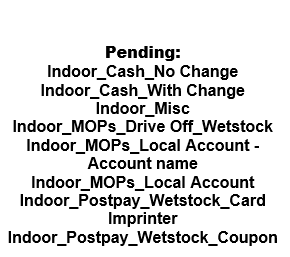 Pending:
Indoor_Cash_No Change
Indoor_Cash_With Change
Indoor_Misc
Indoor_MOPs_Drive Off_Wetstock
Indoor_MOPs_Local Account -
Account name
Indoor_MOPs_Local Account
Indoor_Postpay_Wetstock_Card
Imprinter
Indoor_Postpay_Wetstock_Coupon